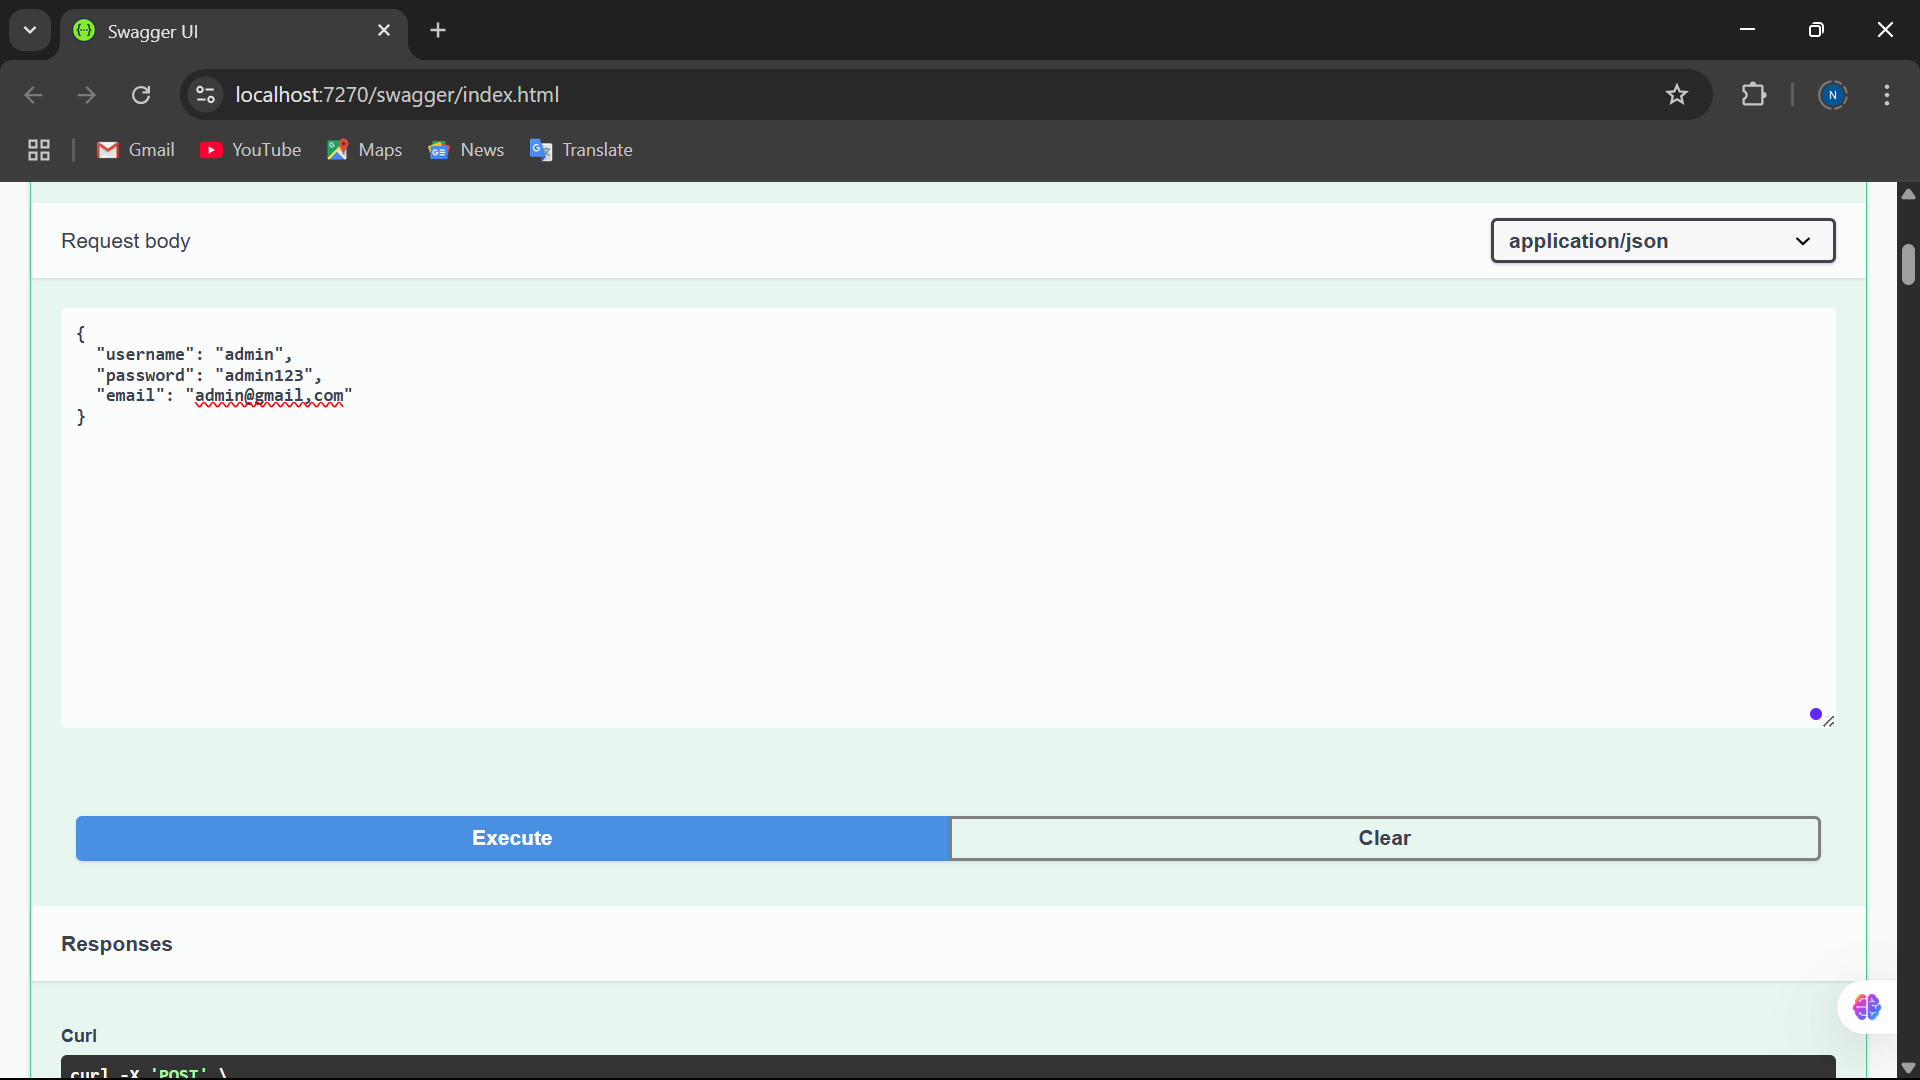 Swagger UI
localhost:7270/swagger/index.html
N
Gmail
YouTube
Maps
News
Translate
Request body
application/json
{
"username": "admin",
"password": "admin123",
"email": "admin@gmail,com"
}
Execute
Clear
Responses
Curl
curl -X 'POST' \